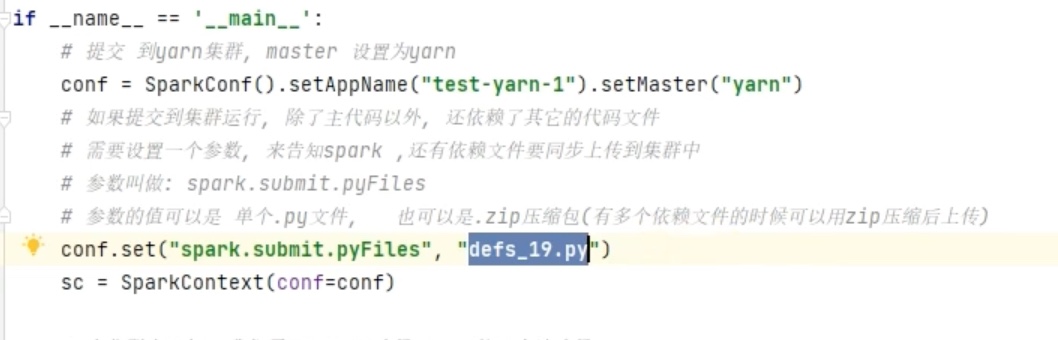 if __name__ == '__main__':
    # 提交 到yarn集群, master 设置为yarn
    conf = SparkConf().setAppName("test-yarn-1").setMaster("yarn")
    # 如果提交到集群运行, 除了主代码以外, 还依赖了其它的代码文件
    # 需要设置一个参数, 来告知spark ,还有依赖文件要同步上传到集群中
    # 参数叫做: spark.submit.pyFiles
    # 参数的值可以是 单个.py文件,   也可以是.zip压缩包(有多个依赖文件的时候可以用zip压缩后上传)
    conf.set("spark.submit.pyFiles", "defs_19.py")
    sc = SparkContext(conf=conf)